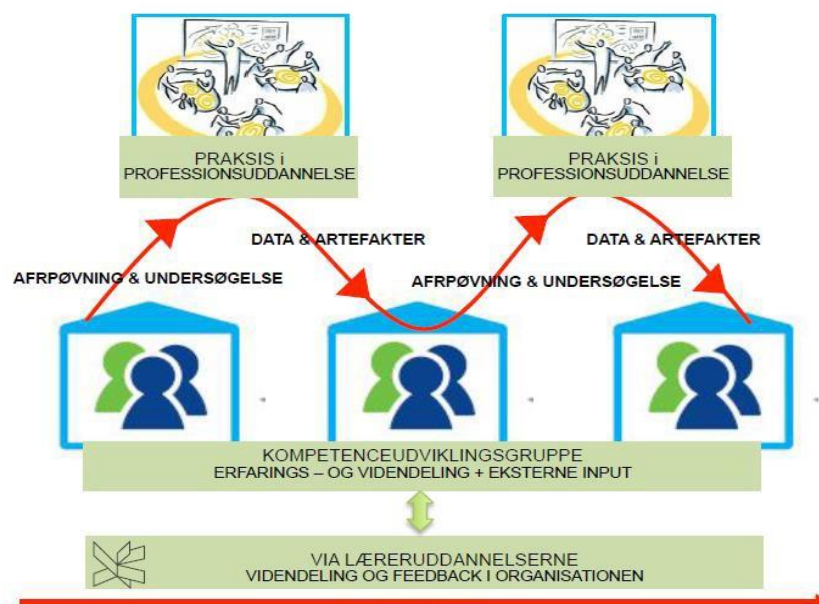 PRAKSIS i
PROFESSIONSUDDANNELSE
PRAKSIS i
PROFESSIONSUDDANNELSE
DATA & ARTEFAKTER
DATA & ARTEFAKTER
AFRPØVNING & UNDERSØGELSE
AFRPØVNING & UNDERSØGELSE
KOMPETENCEUDVIKLINGSGRUPPE
ERFARINGS – OG VIDENDELING + EKSTERNE INPUT
VIA LÆRERUDDANNELSERNE
VIDENDELING OG FEEDBACK I ORGANISATIONEN